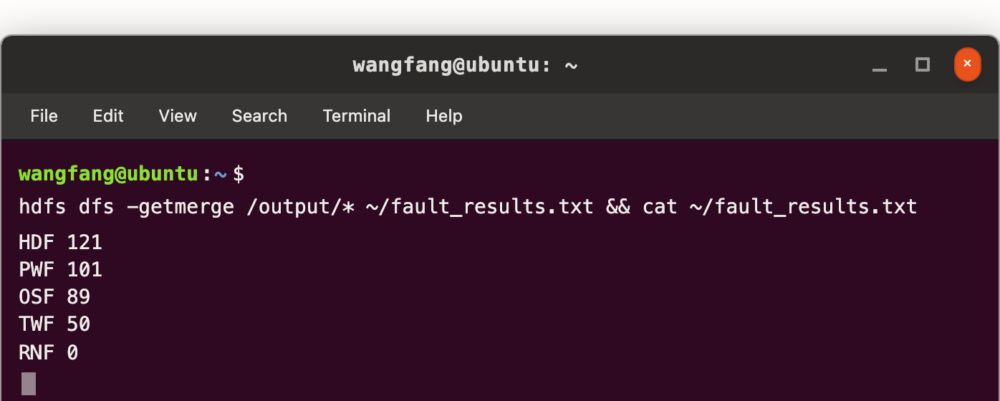 wangfang@ubuntu: ~
×
File Edit View Search Terminal Help
wangfang@ubuntu:~$
hdfs dfs -getmerge /output/* ~/fault_results.txt && cat ~/fault_results.txt
HDF 121
PWF 101
OSF 89
TWF 50
RNF 0